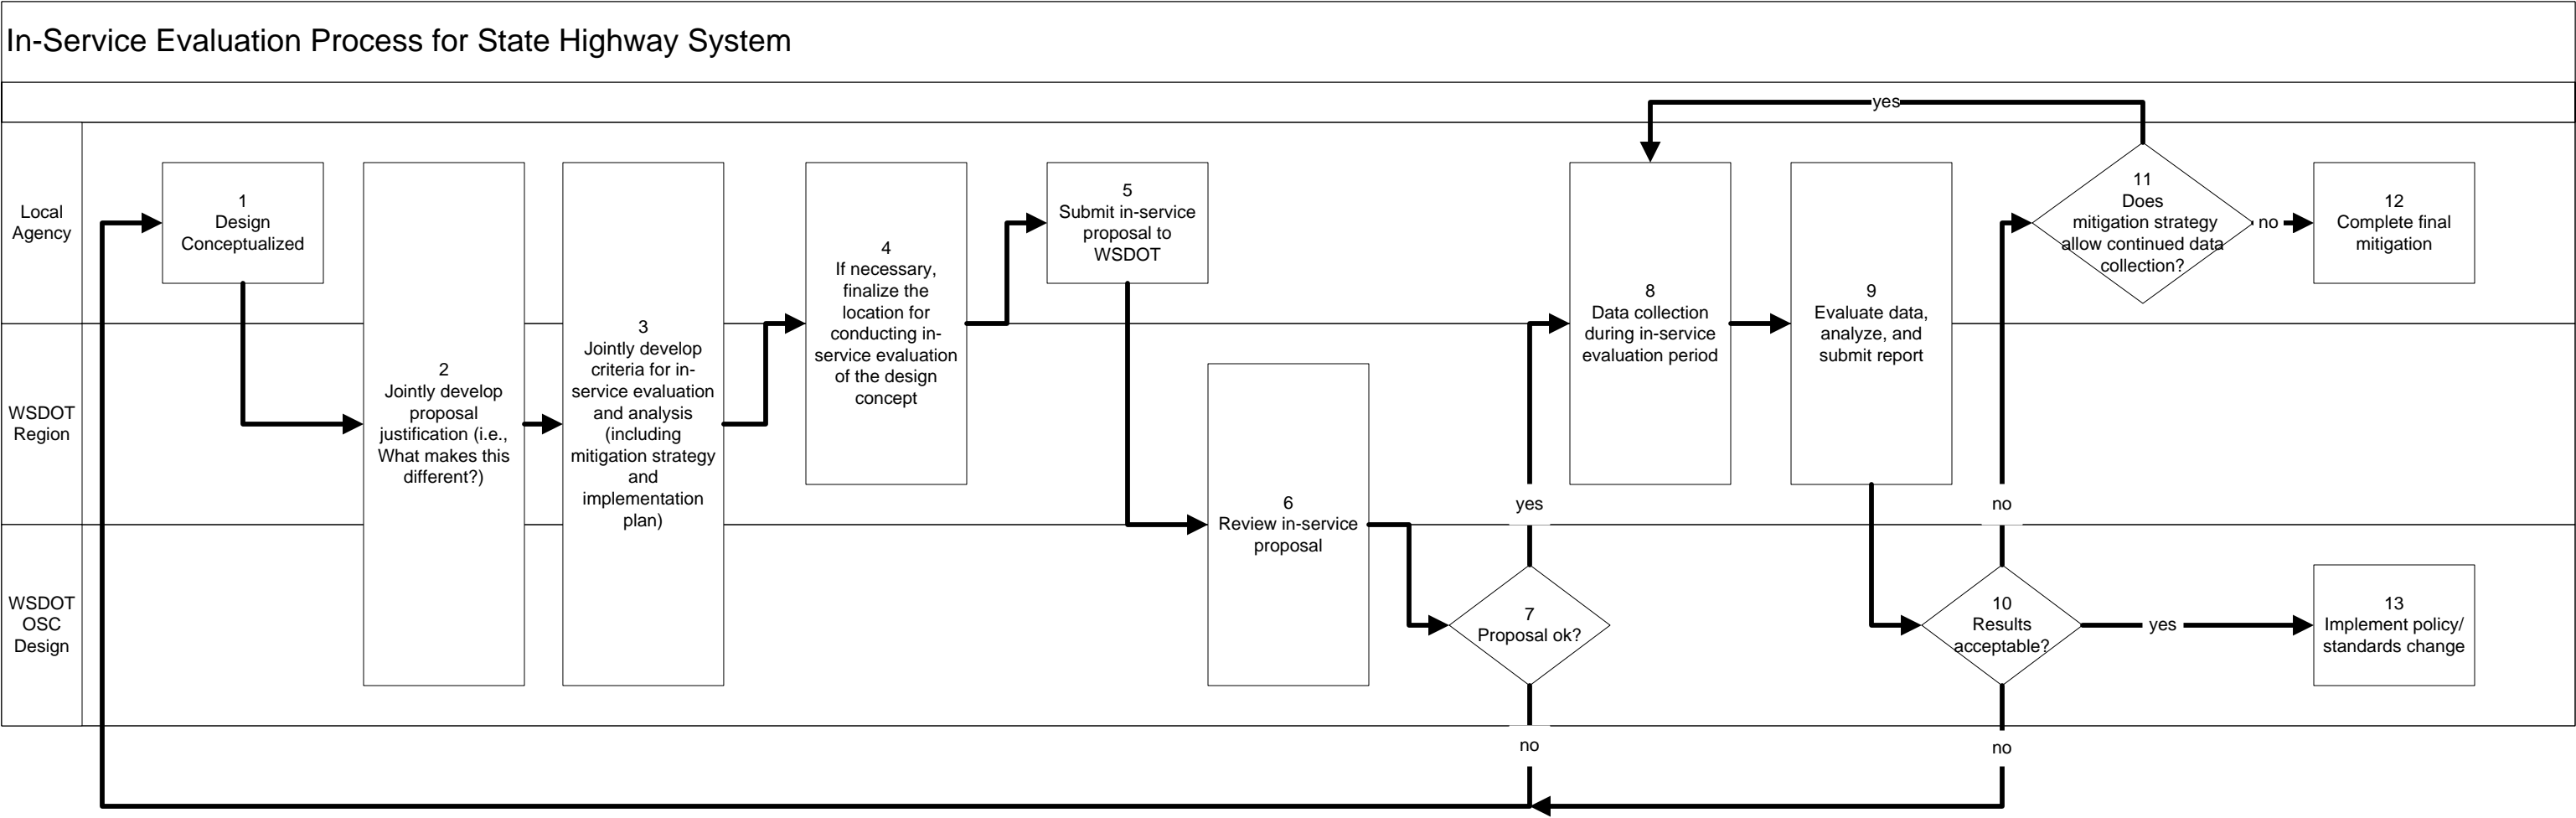 In-Service Evaluation Process for State Highway System
Local
Agency
WSDOT
Region
WSDOT
OSC
Design
1
Design
Conceptualized
2
Jointly develop
proposal
justification (i.e.,
What makes this
different?)
3
Jointly develop
criteria for in-
service evaluation
and analysis
(including
mitigation strategy
and
implementation
plan)
4
If necessary,
finalize the
location for
conducting in-
service evaluation
of the design
concept
5
Submit in-service
proposal to
WSDOT
6
Review in-service
proposal
7
Proposal ok?
yes
no
8
Data collection
during in-service
evaluation period
9
Evaluate data,
analyze, and
submit report
10
Results
acceptable?
no
yes
no
11
Does
mitigation strategy
allow continued data
collection?
yes
no
12
Complete final
mitigation
13
Implement policy/
standards change